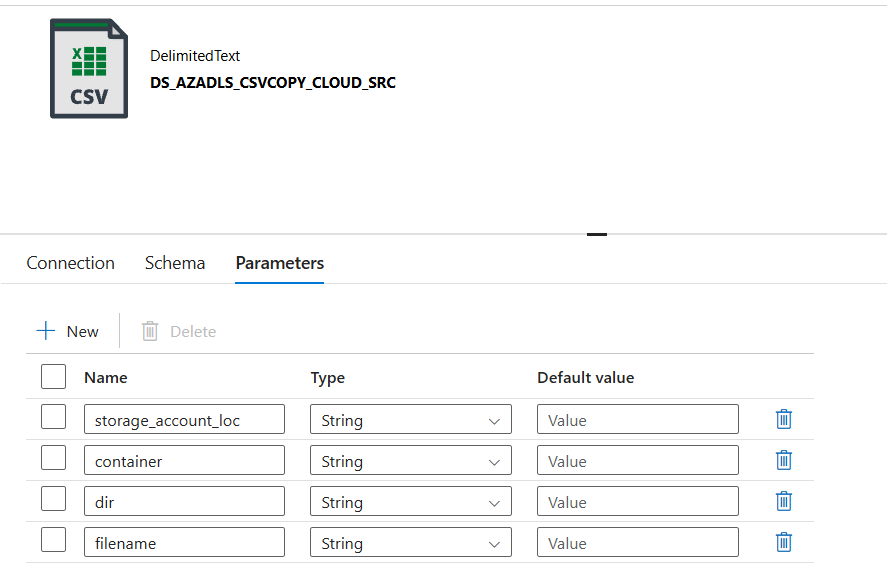 X
CSV
DelimitedText
DS_AZADLS_CSVCOPY_CLOUD_SRC
Connection Schema Parameters
New Delete
Name Type Default value
storage_account_loc String Value
container String Value
dir String Value
filename String Value